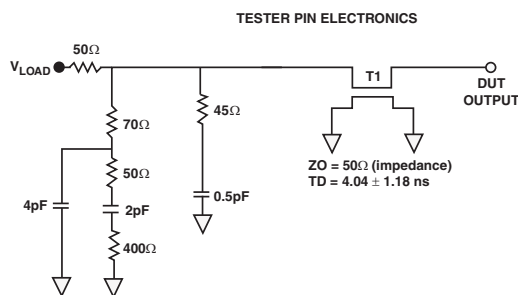 TESTER PIN ELECTRONICS
50Ω
VLOAD
T1
DUT
OUTPUT
70Ω
45Ω
50Ω
ZO = 50Ω (impedance)
TD = 4.04 ± 1.18 ns
4pF
2pF
0.5pF
400Ω